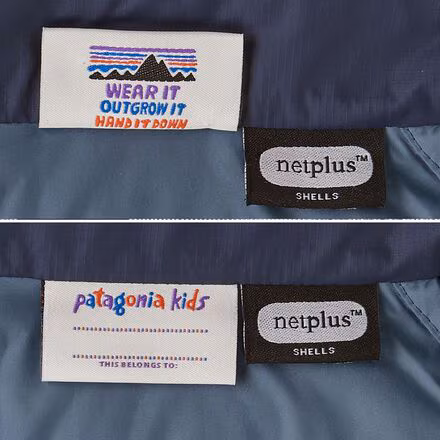 WEAR IT
OUTGROW IT
HAND IT DOWN
netplus™
SHELLS
patagonia kids
THIS BELONGS TO:
netplus™
SHELLS